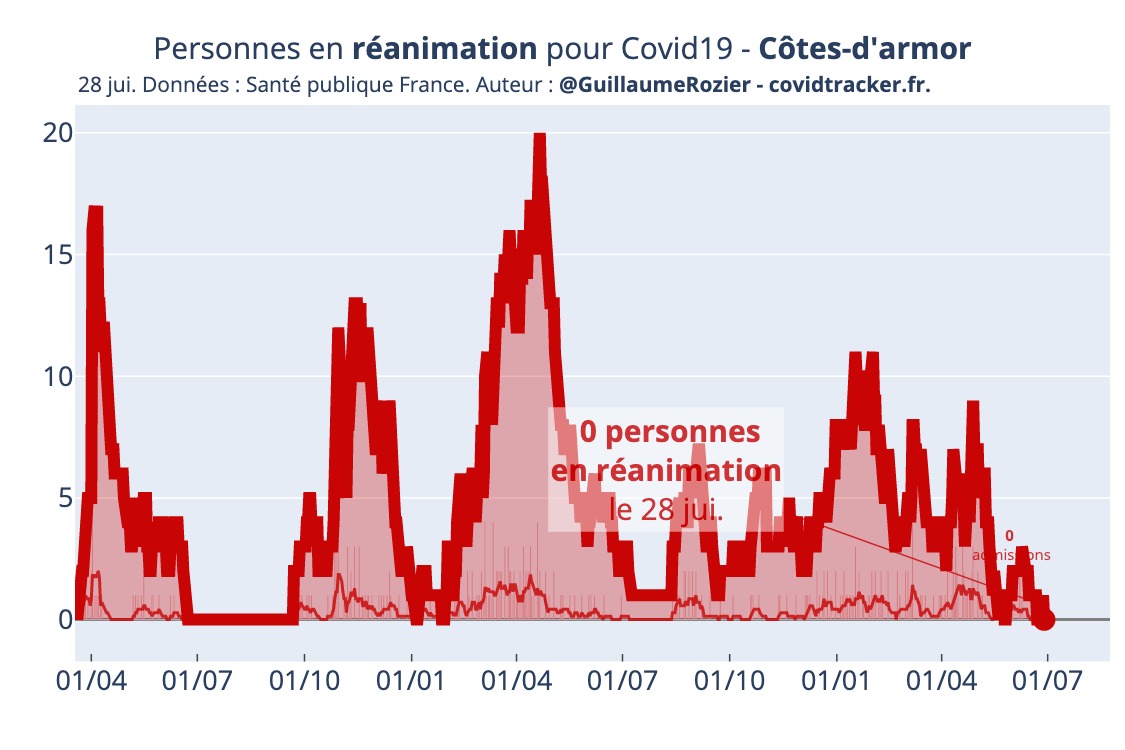 Personnes en réanimation pour Covid19 - Côtes-d'armor
28 jui. Données : Santé publique France. Auteur : @GuillaumeRozier - covidtracker.fr.
20
15
10
5
0
0 personnes
en réanimation
le 28 jui.
0
admissions
01/04 01/07 01/10 01/01 01/04 01/07 01/10 01/01 01/04 01/07